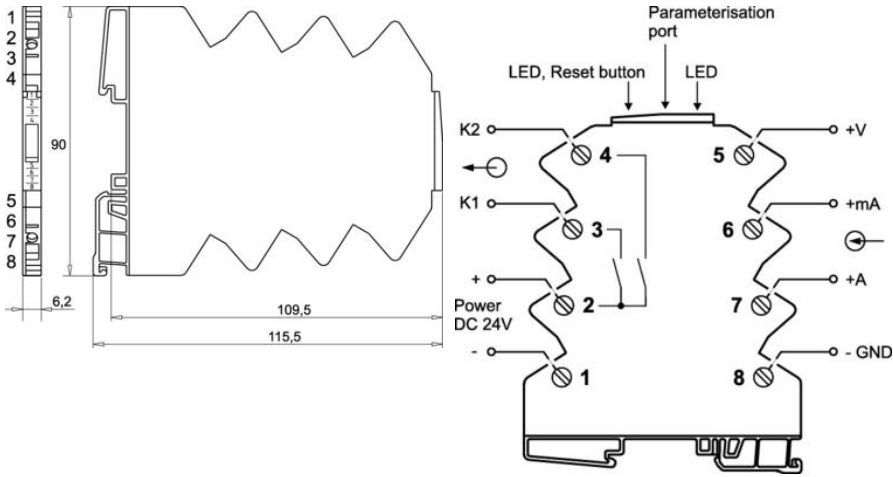 1
2
3
4
5
6
7
8
6,2
90
109,5
115,5
Parameterisation
port
LED, Reset button
LED
K2
4
5
+V
K1
3
6
+mA
+
2
7
+A
Power
DC 24V
-
1
8
- GND